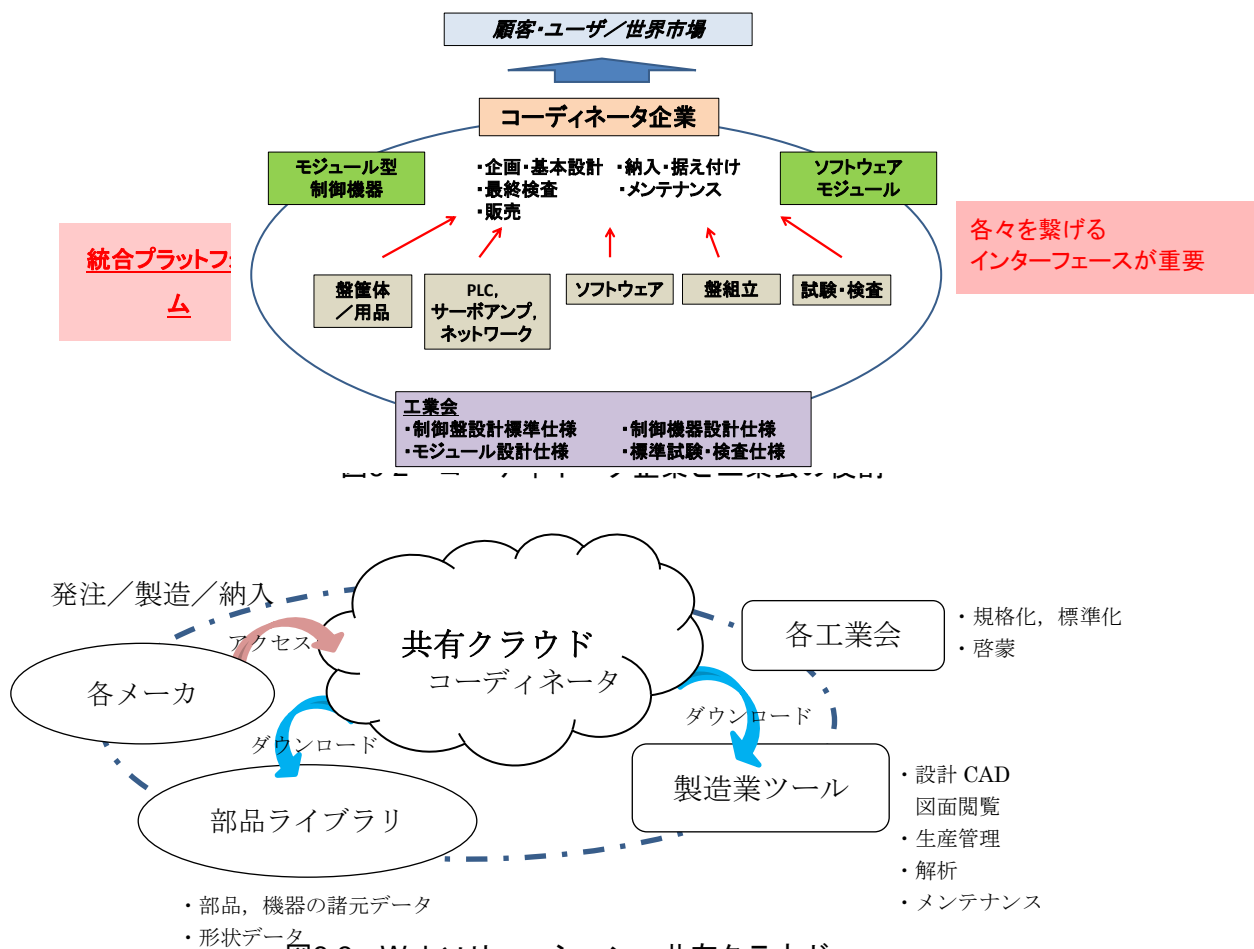 顧客・ユーザ／世界市場
コーディネータ企業
モジュール型
制御機器
・企画・基本設計
・最終検査
・販売
・納入・据え付け
・メンテナンス
ソフトウェア
モジュール
統合プラットフ
ム
各々を繋げる
インターフェースが重要
盤筐体
／用品
PLC,
サーボアンプ,
ネットワーク
ソフトウェア
盤組立
試験・検査
工業会
・制御盤設計標準仕様
・モジュール設計仕様
・制御機器設計仕様
・標準試験・検査仕様
発注／製造／納入
アクセス
共有クラウド
コーディネータ
各メーカ
ダウンロード
部品ライブラリ
・部品，機器の諸元データ
・形状データ
各工業会
・規格化，標準化
・啓蒙
ダウンロード
製造業ツール
・設計 CAD
図面閲覧
・生産管理
・解析
・メンテナンス